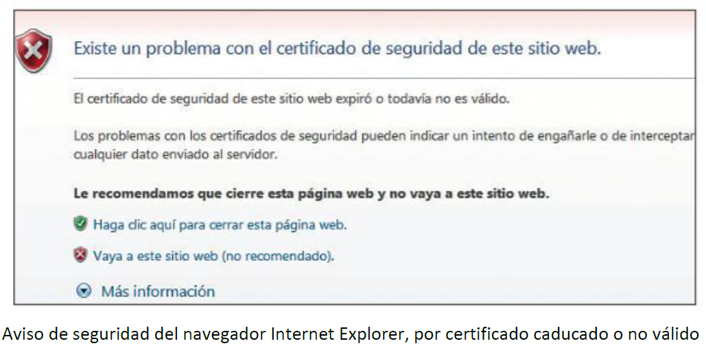 Existe un problema con el certificado de seguridad de este sitio web.
El certificado de seguridad de este sitio web expiró o todavía no es válido.
Los problemas con los certificados de seguridad pueden indicar un intento de engañarle o de interceptar
cualquier dato enviado al servidor.
Le recomendamos que cierre esta página web y no vaya a este sitio web.
Haga clic aquí para cerrar esta página web.
Vaya a este sitio web (no recomendado).
Más información
Aviso de seguridad del navegador Internet Explorer, por certificado caducado o no válido